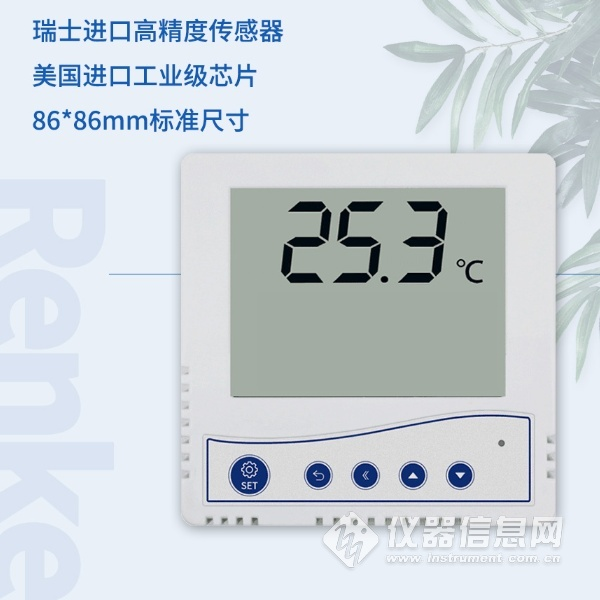 瑞士进口高精度传感器
美国进口工业级芯片
86*86mm标准尺寸
Renke
25.3 ℃
SET
仪器信息网
www.instrument.com.cn